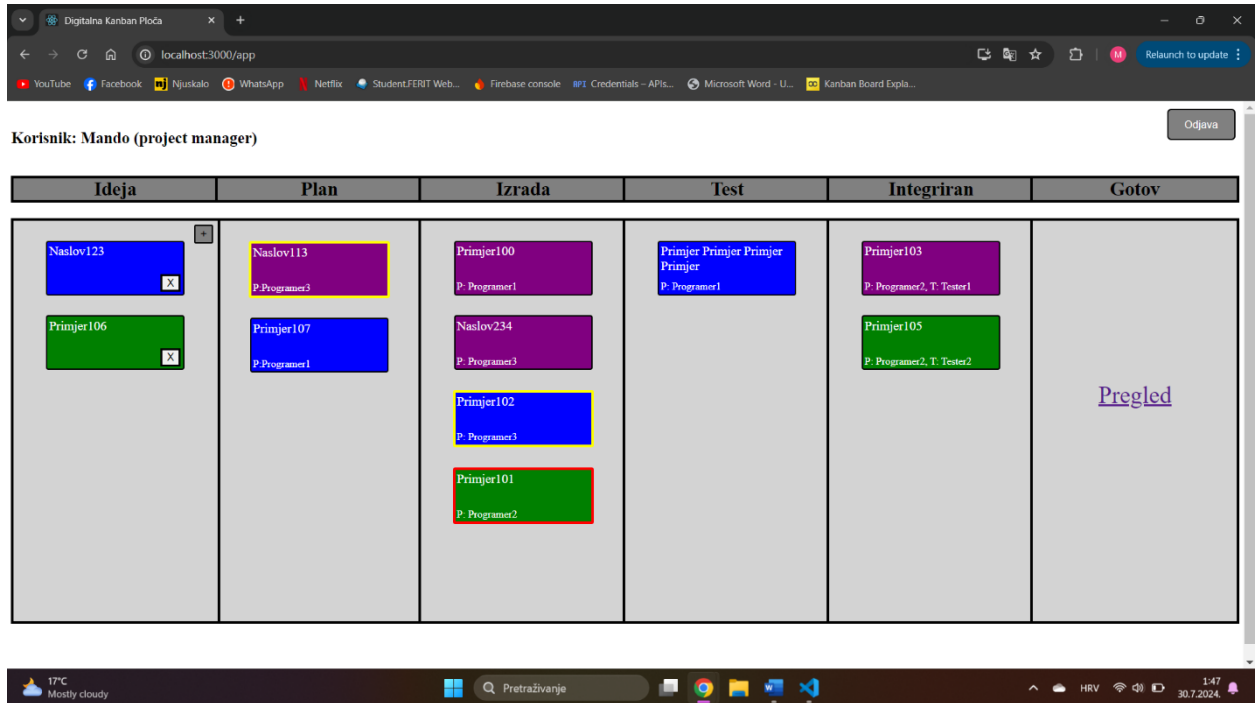 Digitalna Kanban Ploča
localhost:3000/app
Relaunch to update
YouTube
Facebook
Njuskalo
WhatsApp
Netflix
Student.FERIT Web...
Firebase console
API Credentials – APIs...
Microsoft Word - U...
Kanban Board Expla...
Korisnik: Mando (project manager)
Odjava
Ideja
Plan
Izrada
Test
Integriran
Gotov
+
Naslov123
X
Primjer106
X
Naslov113
P:Programer3
Primjer107
P:Programer1
Primjer100
P: Programer1
Naslov234
P: Programer3
Primjer102
P: Programer3
Primjer101
P: Programer2
Primjer Primjer Primjer
Primjer
P: Programer1
Primjer103
P: Programer2, T: Tester1
Primjer105
P: Programer2, T: Tester2
Pregled
17°C
Mostly cloudy
Pretraživanje
HRV
1:47
30.7.2024.